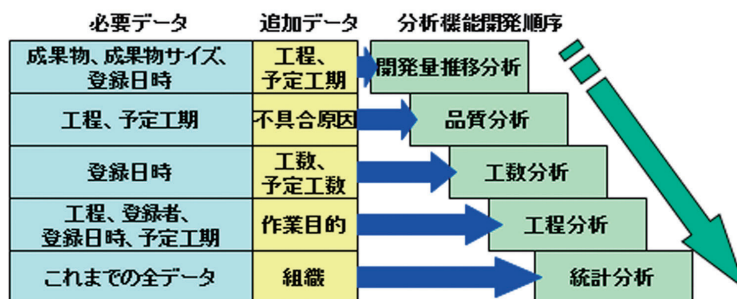 必要データ 追加データ 分析機能開発順序
成果物、成果物サイズ、
登録日時
工程、
予定工期
開発量推移分析
工程、予定工期
不具合原因
品質分析
登録日時
工数、
予定工数
工数分析
工程、登録者、
登録日時、予定工期
作業目的
工程分析
これまでの全データ
組織
統計分析